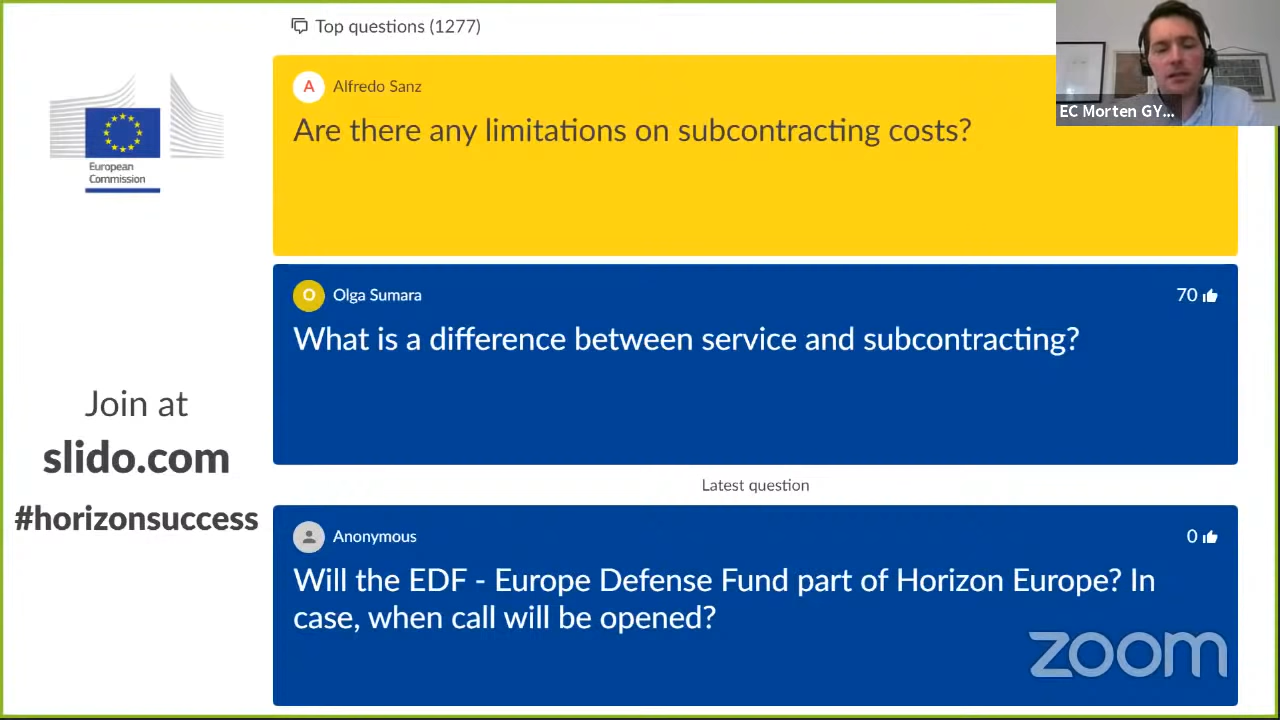 Top questions (1277)
A
Alfredo Sanz
Are there any limitations on subcontracting costs?
EC Morten GY...
European
Commission
O
Olga Sumara
70
What is a difference between service and subcontracting?
Join at
slido.com
#horizonsuccess
Latest question
Anonymous
0
Will the EDF - Europe Defense Fund part of Horizon Europe? In
case, when call will be opened?
zoom